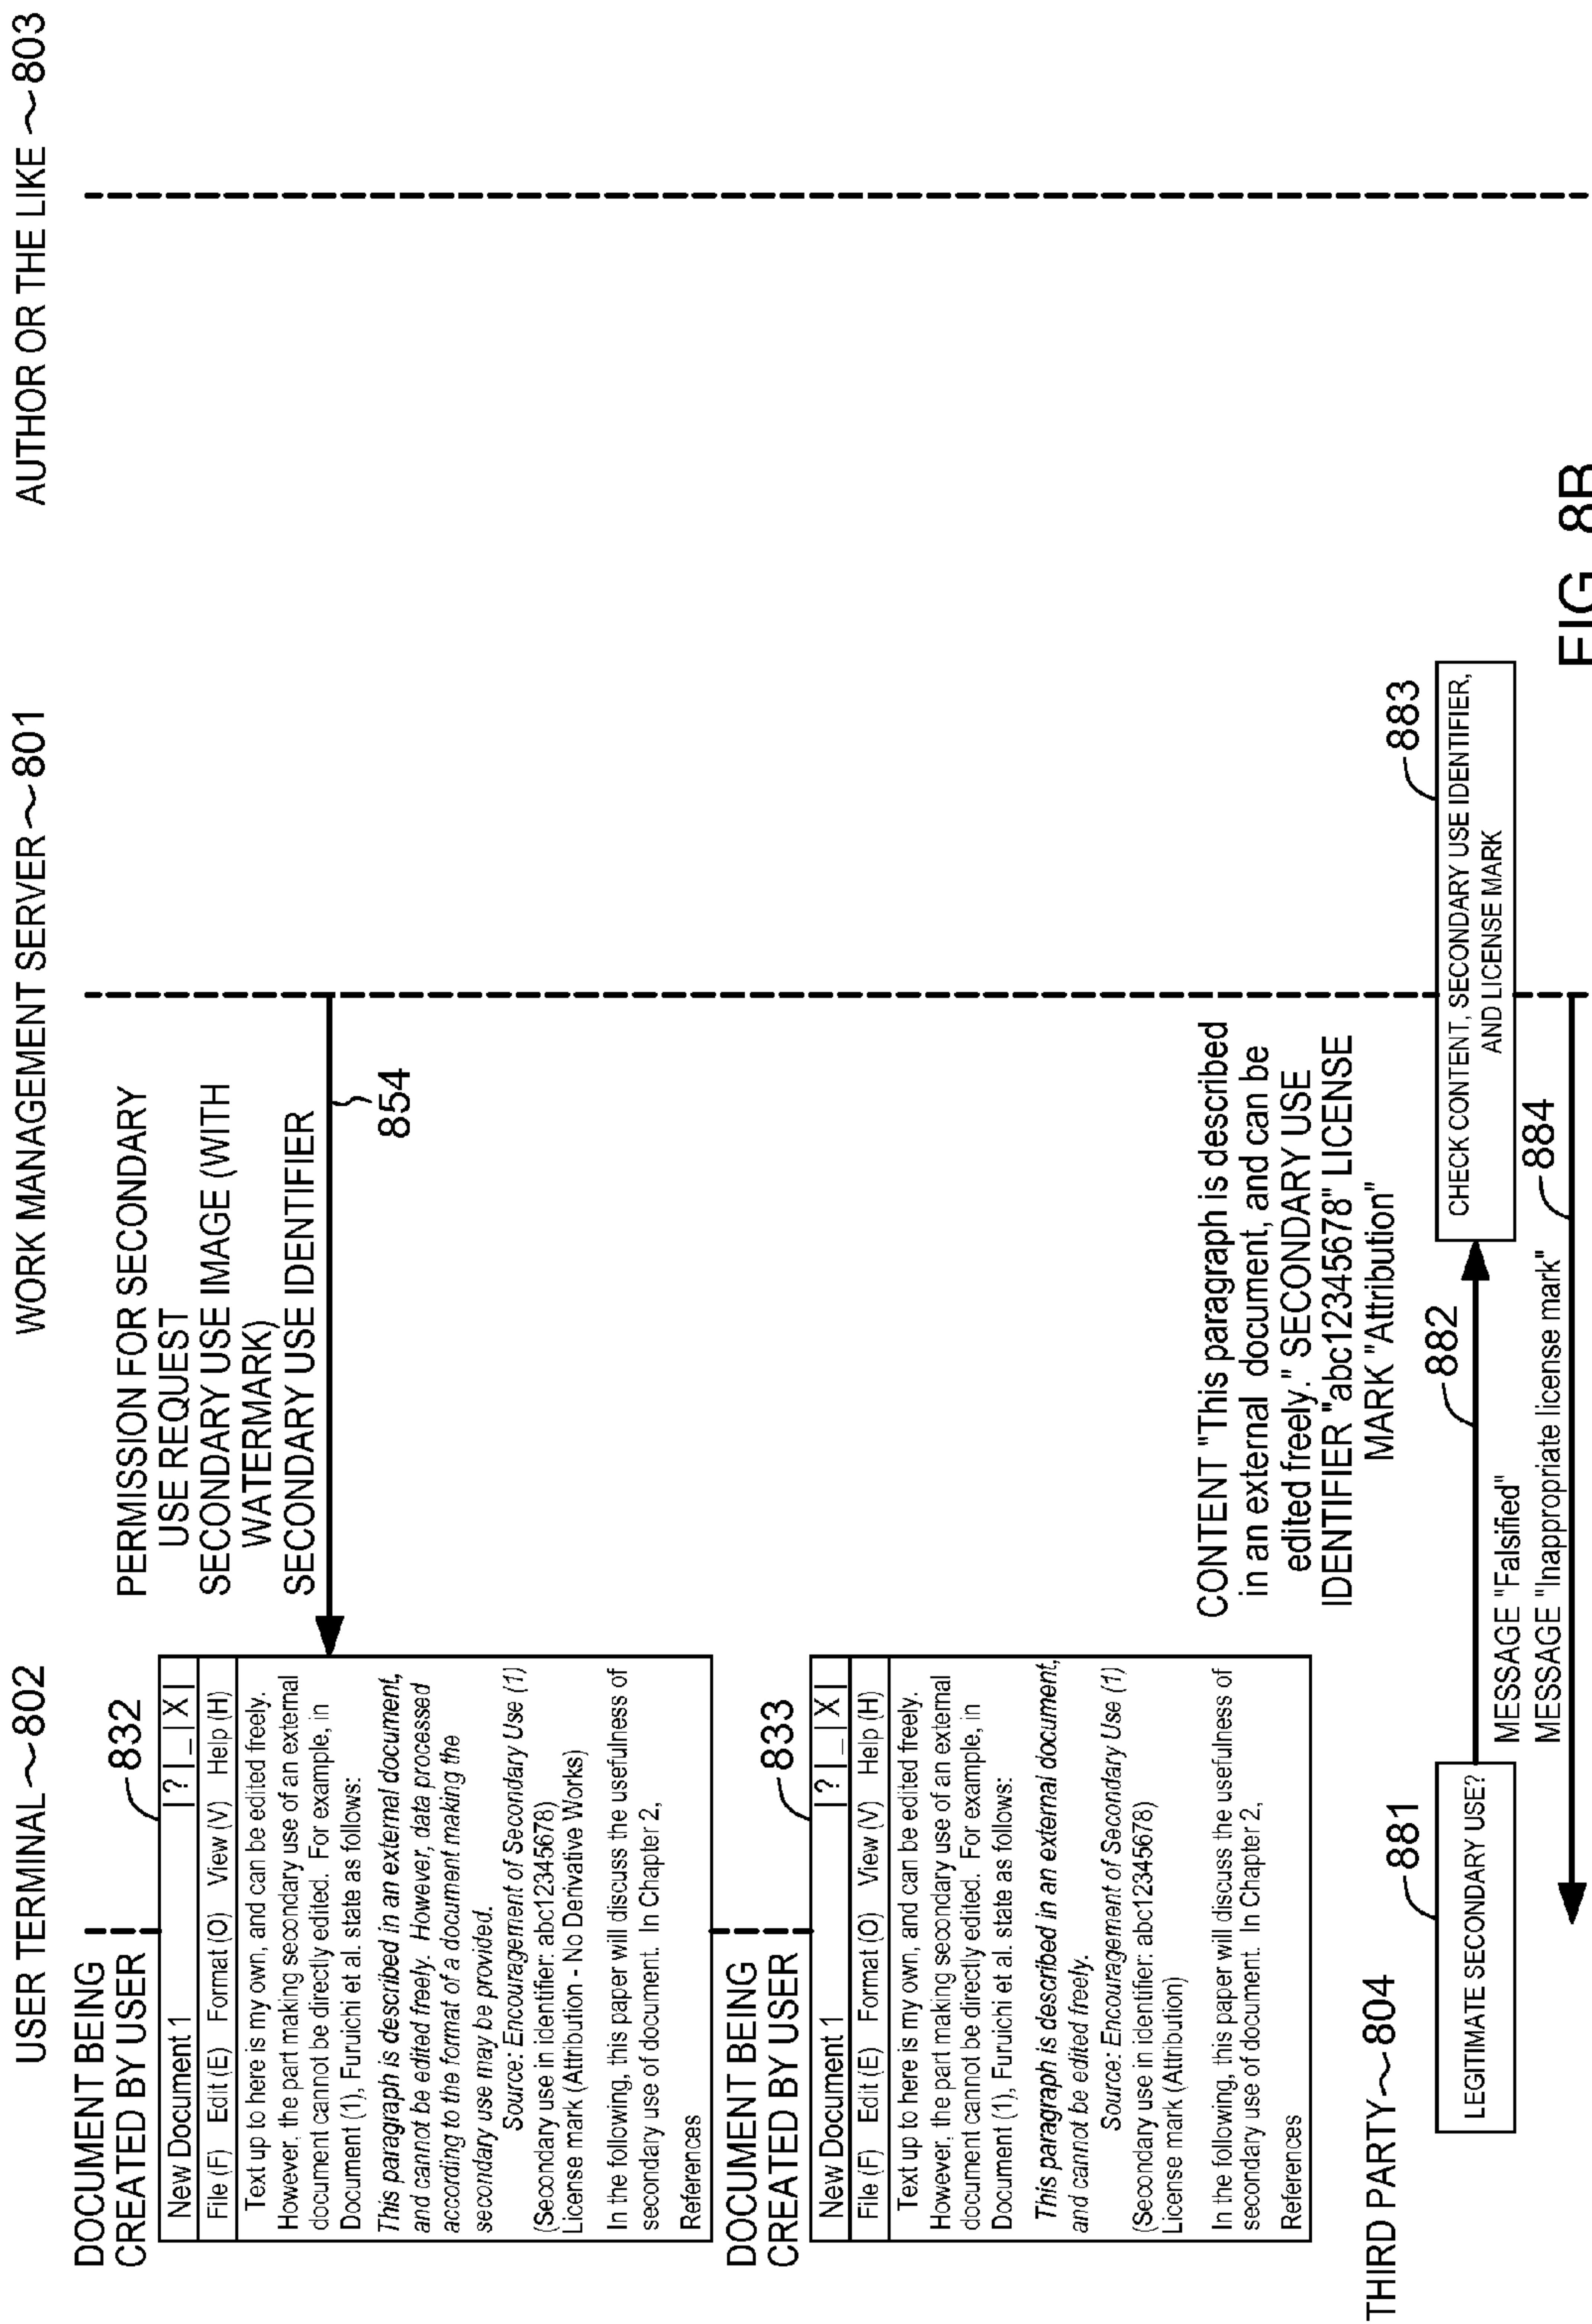 USER TERMINAL～802
WORK MANAGEMENT SERVER～801
AUTHOR OR THE LIKE～803
DOCUMENT BEING
CREATED BY USER
832
New Document 1 | ? | _ | X |
File (F) Edit (E) Format (O) View (V) Help (H)
Text up to here is my own, and can be edited freely.
However, the part making secondary use of an external
document cannot be directly edited. For example, in
Document (1), Furuichi et al. state as follows:
This paragraph is described in an external document,
and cannot be edited freely. However, data processed
according to the format of a document making the
secondary use may be provided.
Source: Encouragement of Secondary Use (1)
(Secondary use in identifier: abc12345678)
License mark (Attribution - No Derivative Works)
In the following, this paper will discuss the usefulness of
secondary use of document. In Chapter 2,
References
PERMISSION FOR SECONDARY
USE REQUEST
SECONDARY USE IMAGE (WITH
WATERMARK)
SECONDARY USE IDENTIFIER
854
DOCUMENT BEING
CREATED BY USER
833
New Document 1 | ? | _ | X |
File (F) Edit (E) Format (O) View (V) Help (H)
Text up to here is my own, and can be edited freely.
However, the part making secondary use of an external
document cannot be directly edited. For example, in
Document (1), Furuichi et al. state as follows:
This paragraph is described in an external document,
and cannot be edited freely.
Source: Encouragement of Secondary Use (1)
(Secondary use in identifier: abc12345678)
License mark (Attribution)
In the following, this paper will discuss the usefulness of
secondary use of document. In Chapter 2,
References
CONTENT "This paragraph is described
in an external document, and can be
edited freely." SECONDARY USE
IDENTIFIER "abc12345678" LICENSE
MARK "Attribution"
THIRD PARTY～804
881
LEGITIMATE SECONDARY USE?
882
883
CHECK CONTENT, SECONDARY USE IDENTIFIER,
AND LICENSE MARK
MESSAGE "Falsified"
MESSAGE "Inappropriate license mark"
884
FIG. 8B